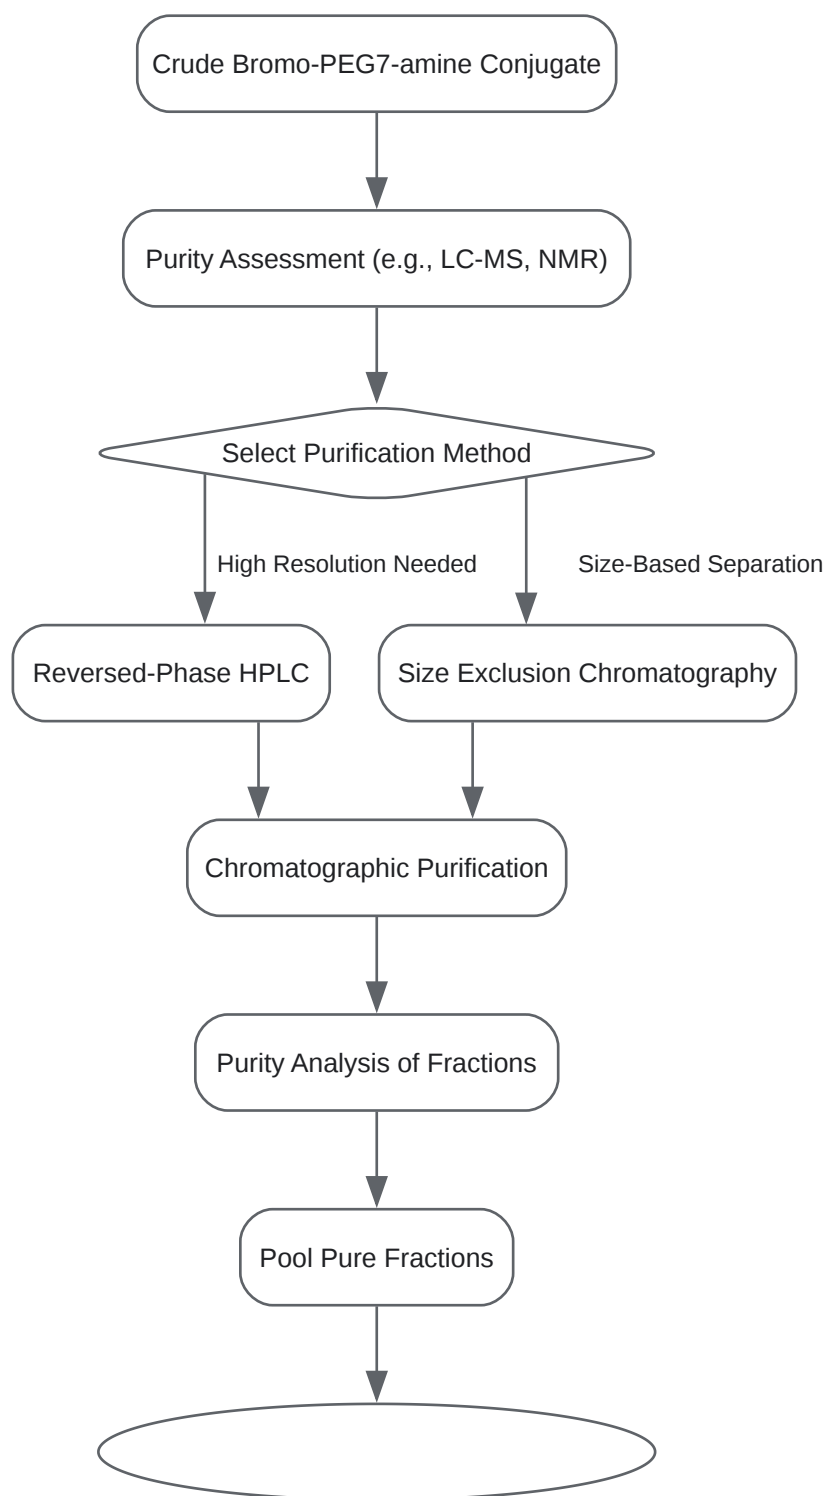 Crude Bromo-PEG7-amine Conjugate
Purity Assessment (e.g., LC-MS, NMR)
Select Purification Method
High Resolution Needed
Size-Based Separation
Reversed-Phase HPLC
Size Exclusion Chromatography
Chromatographic Purification
Purity Analysis of Fractions
Pool Pure Fractions